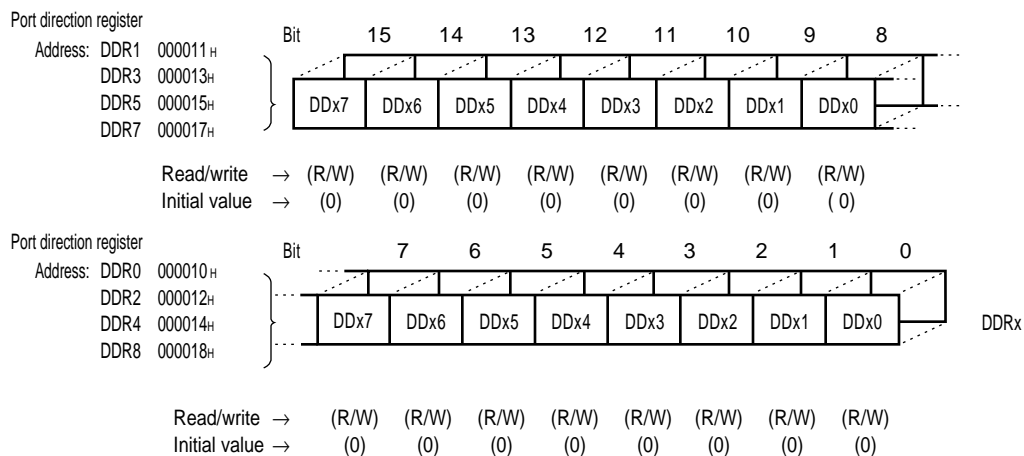 Port direction register
Bit 15 14 13 12 11 10 9 8
Address: DDR1 000011H
DDR3 000013H
DDR5 000015H
DDR7 000017H
DDx7 DDx6 DDx5 DDx4 DDx3 DDx2 DDx1 DDx0
Read/write → (R/W) (R/W) (R/W) (R/W) (R/W) (R/W) (R/W) (R/W)
Initial value → (0) (0) (0) (0) (0) (0) (0) ( 0)
Port direction register
Bit 7 6 5 4 3 2 1 0
Address: DDR0 000010H
DDR2 000012H
DDR4 000014H
DDR8 000018H
DDx7 DDx6 DDx5 DDx4 DDx3 DDx2 DDx1 DDx0 DDRx
Read/write → (R/W) (R/W) (R/W) (R/W) (R/W) (R/W) (R/W) (R/W)
Initial value → (0) (0) (0) (0) (0) (0) (0) (0)